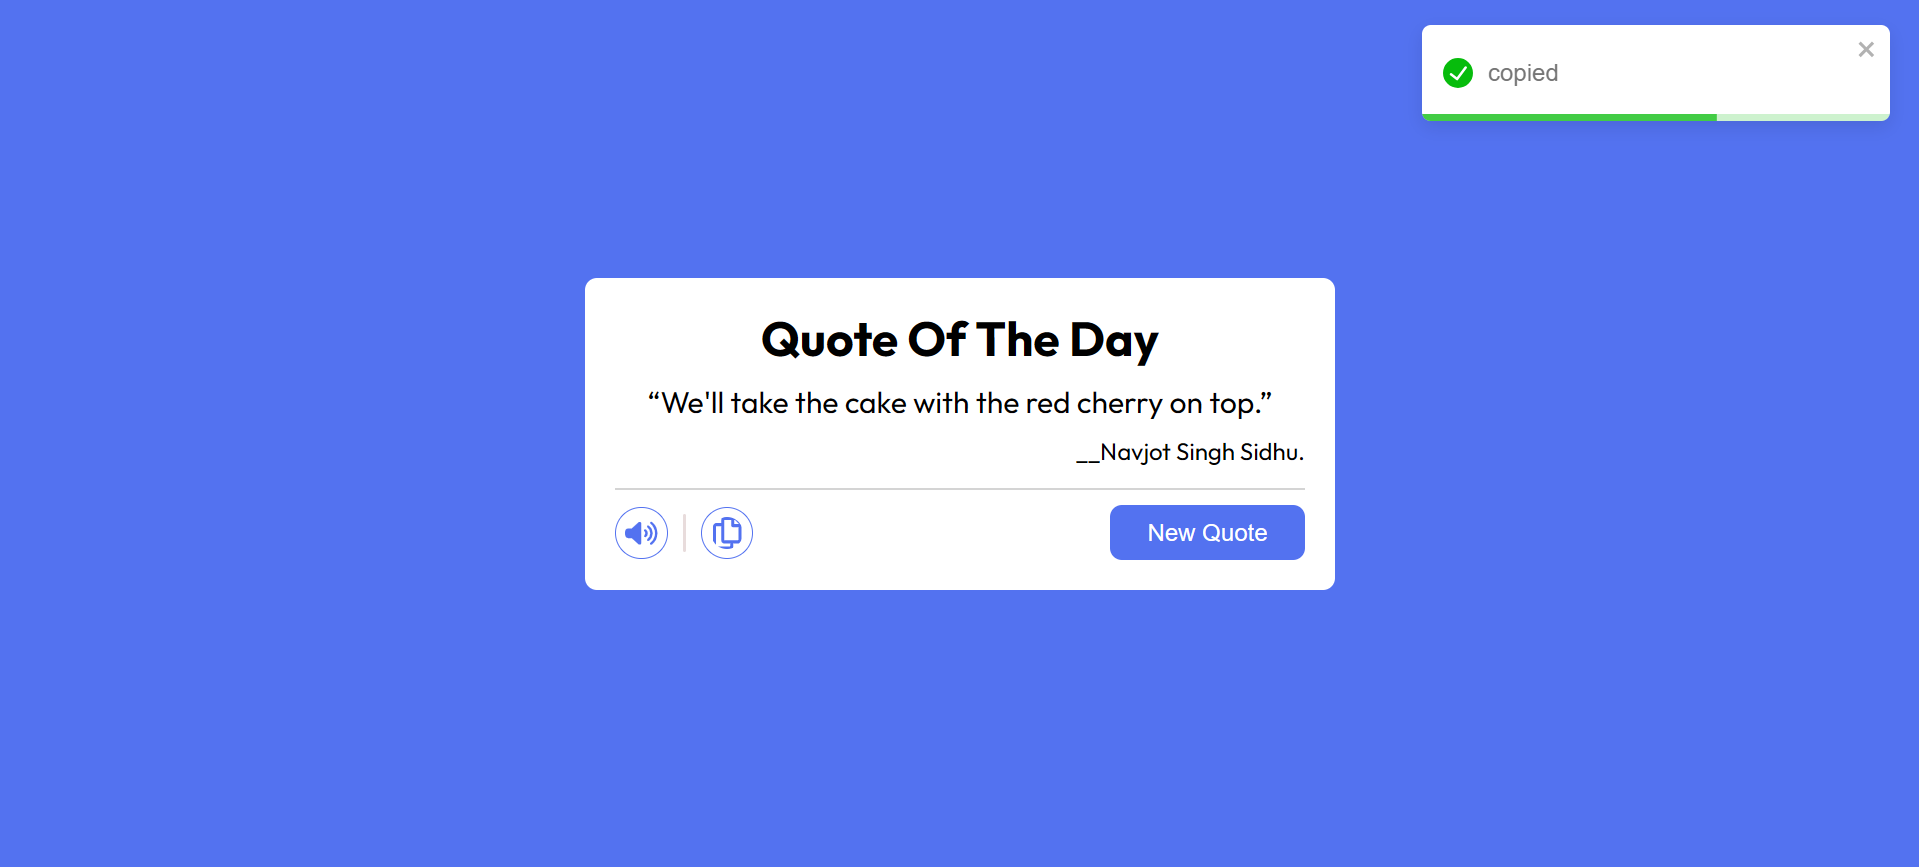 copied
Quote Of The Day
“We'll take the cake with the red cherry on top.”
__Navjot Singh Sidhu.
New Quote